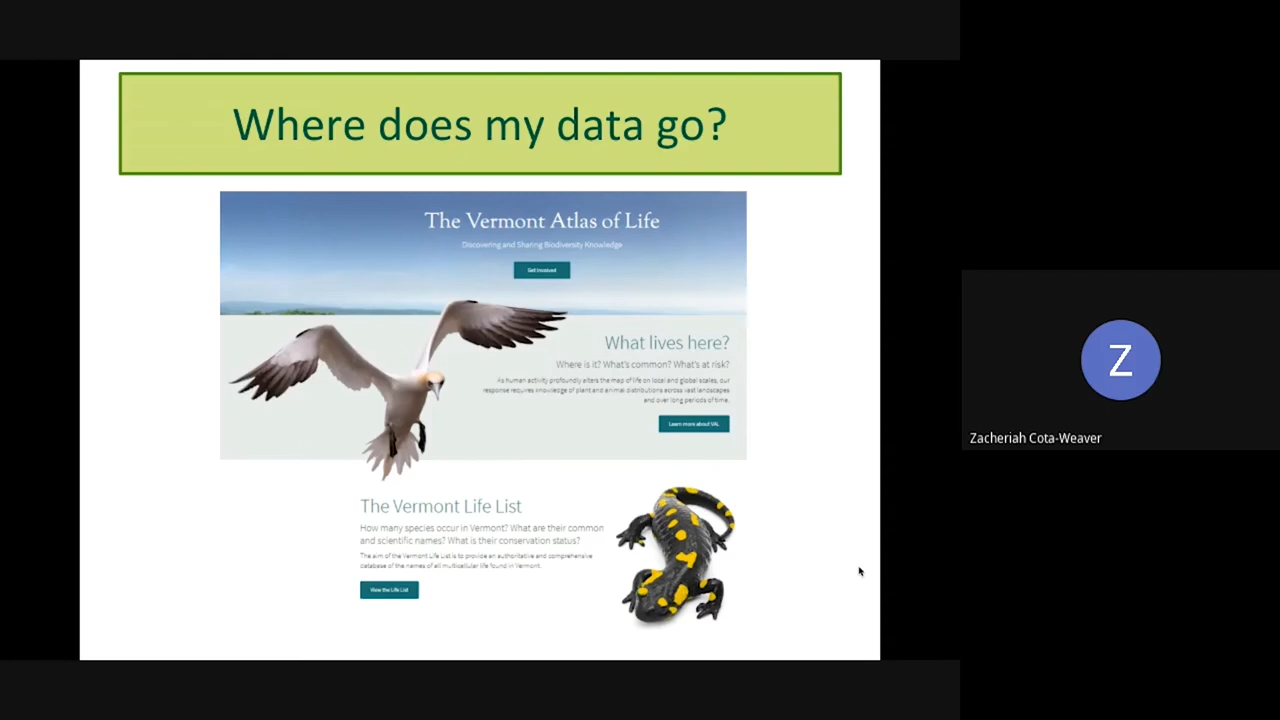 Where does my data go?
The Vermont Atlas of Life
Discovering and Sharing Biodiversity Knowledge
Get Involved
What lives here?
Where is it? What's common? What's at risk?
As human activity profoundly alters the map of life on local and global scales, our
response requires knowledge of plant and animal distributions across vast landscapes
and over long periods of time.
Learn more about VAL
The Vermont Life List
How many species occur in Vermont? What are their common
and scientific names? What is their conservation status?
The aim of the Vermont Life List is to provide an authoritative and comprehensive
database of the names of all multicellular life found in Vermont.
View the Life List
Z
Zacheriah Cota-Weaver